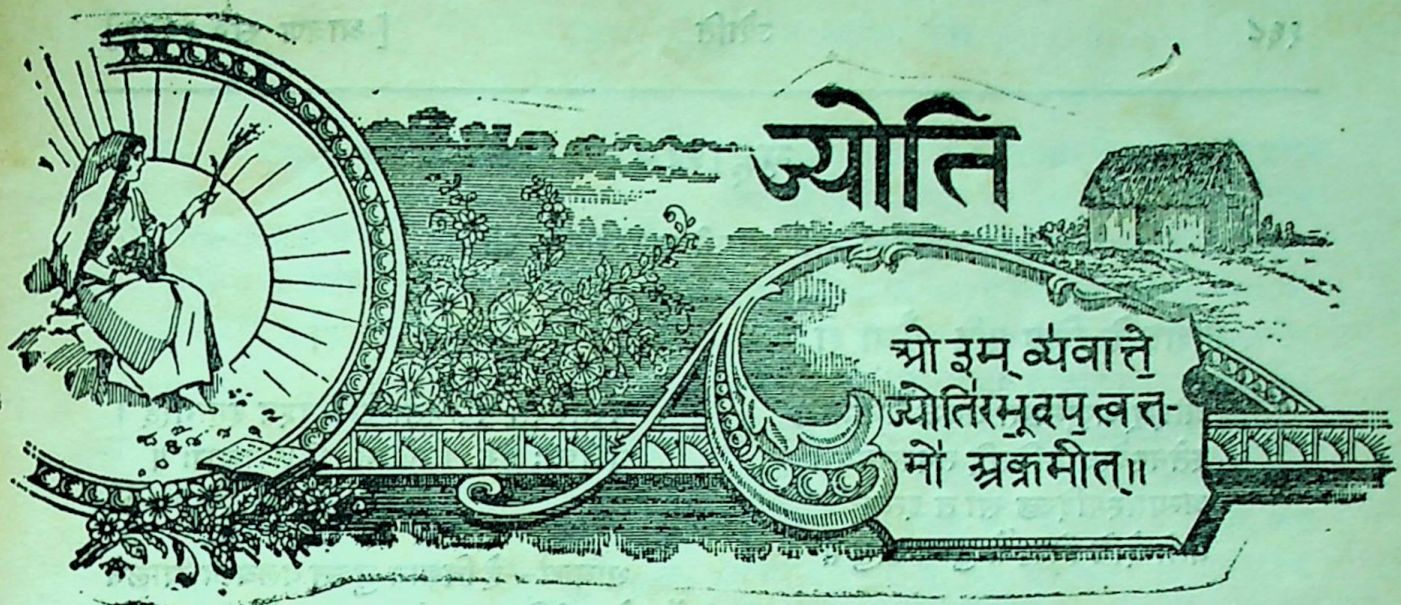 ज्योति
ओ३म् व्य॑वात्ते॒
ज्योति॑रभू॒दप॒ त्वत्त-
मो॑ अक्रमीत्॥